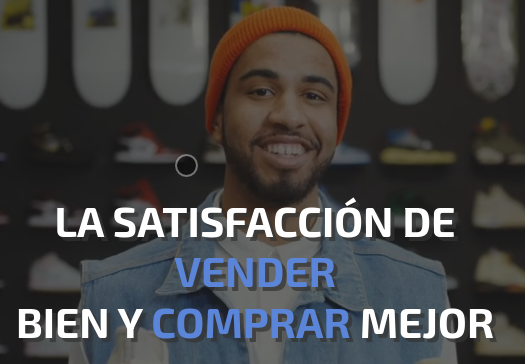 LA SATISFACCIÓN DE
VENDER
BIEN Y COMPRAR MEJOR